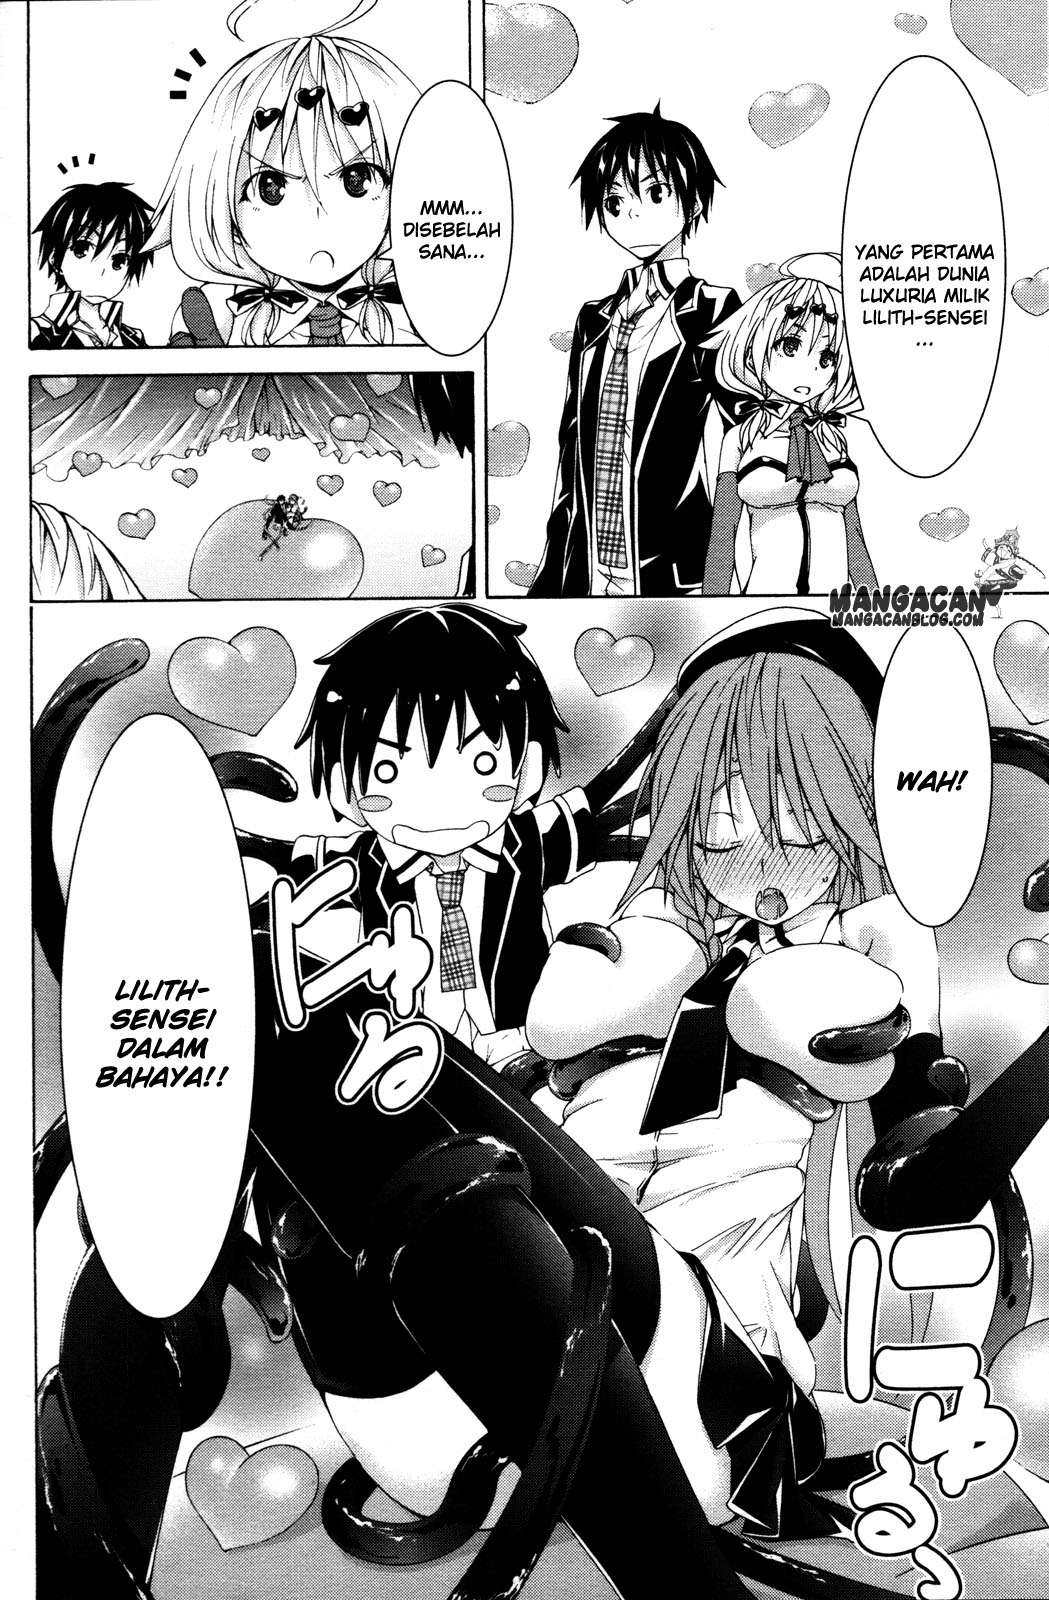 YANG PERTAMA
ADALAH DUNIA
LUXURIA MILIK
LILITH-SENSEI
...
MMM...
DISEBELAH
SANA...
MANGACAN
MANGACANBLOG.COM
WAH!
LILITH-
SENSEI
DALAM
BAHAYA!!
にゅるっ
にゅる